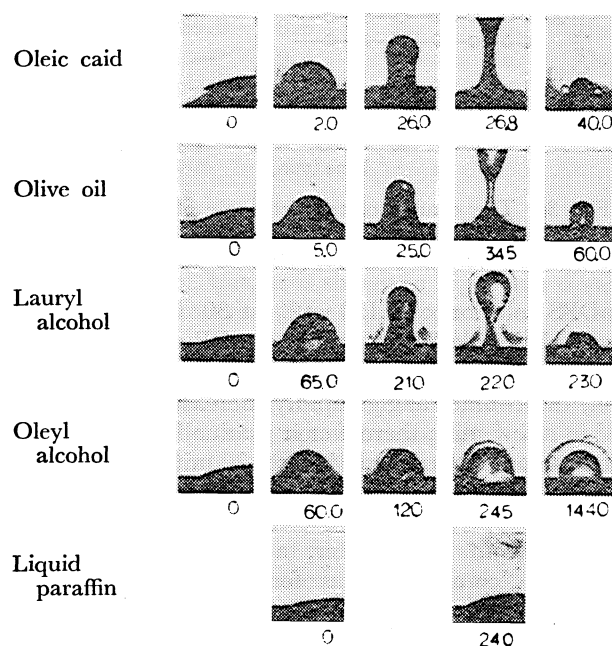 Oleic caid
0 2.0 26.0 26.8 40.0
Olive oil
0 5.0 25.0 34.5 60.0
Lauryl
alcohol
0 65.0 210 220 230
Oleyl
alcohol
0 60.0 120 245 1440
Liquid
paraffin
0 240